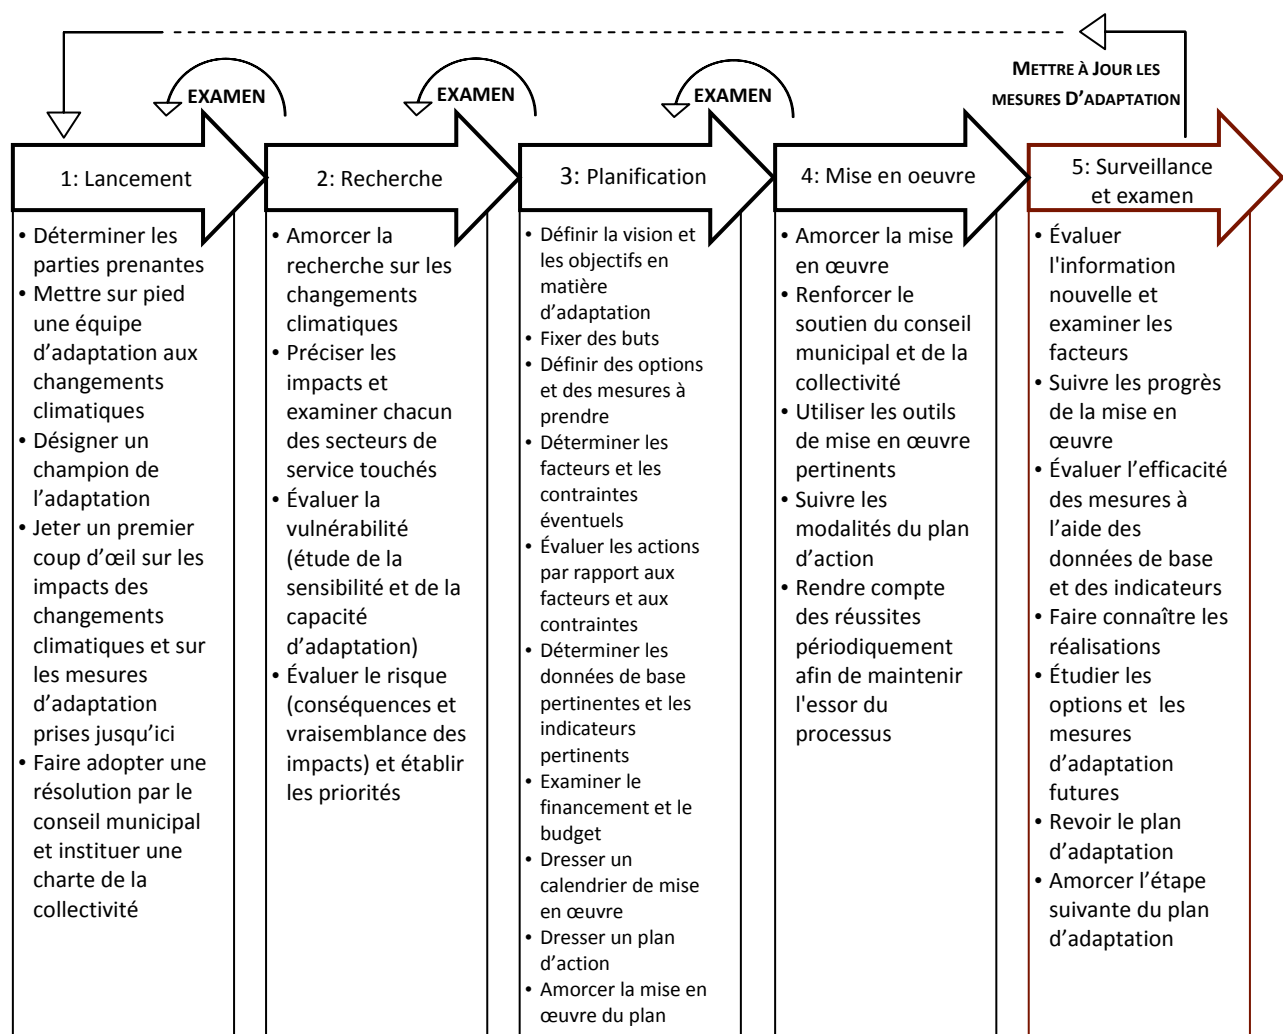 METTRE À JOUR LES
MESURES D'ADAPTATION
EXAMEN
EXAMEN
EXAMEN
1: Lancement
• Déterminer les
parties prenantes
• Mettre sur pied
une équipe
d’adaptation aux
changements
climatiques
• Désigner un
champion de
l’adaptation
• Jeter un premier
coup d’œil sur les
impacts des
changements
climatiques et sur
les mesures
d’adaptation
prises jusqu’ici
• Faire adopter une
résolution par le
conseil municipal
et instituer une
charte de la
collectivité
2: Recherche
• Amorcer la
recherche sur les
changements
climatiques
• Préciser les
impacts et
examiner chacun
des secteurs de
service touchés
• Évaluer la
vulnérabilité
(étude de la
sensibilité et de la
capacité
d’adaptation)
• Évaluer le risque
(conséquences et
vraisemblance des
impacts) et établir
les priorités
3: Planification
• Définir la vision et
les objectifs en
matière
d’adaptation
• Fixer des buts
• Définir des options
et des mesures à
prendre
• Déterminer les
facteurs et les
contraintes
éventuels
• Évaluer les actions
par rapport aux
facteurs et aux
contraintes
• Déterminer les
données de base
pertinentes et les
indicateurs
pertinents
• Examiner le
financement et le
budget
• Dresser un
calendrier de mise
en œuvre
• Dresser un plan
d’action
• Amorcer la mise en
œuvre du plan
4: Mise en oeuvre
• Amorcer la mise
en œuvre
• Renforcer le
soutien du conseil
municipal et de la
collectivité
• Utiliser les outils
de mise en œuvre
pertinents
• Suivre les
modalités du plan
d’action
• Rendre compte
des réussites
périodiquement
afin de maintenir
l'essor du
processus
5: Surveillance
et examen
• Évaluer
l'information
nouvelle et
examiner les
facteurs
• Suivre les progrès
de la mise en
œuvre
• Évaluer l’efficacité
des mesures à
l’aide des
données de base
et des indicateurs
• Faire connaître les
réalisations
• Étudier les
options et les
mesures
d’adaptation
futures
• Revoir le plan
d’adaptation
• Amorcer l’étape
suivante du plan
d’adaptation